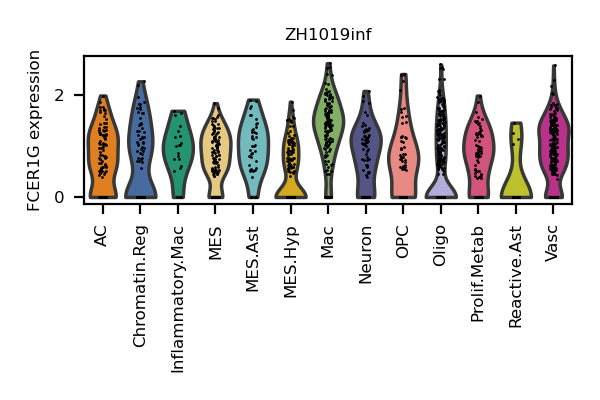 ZH1019inf
FCER1G expression
2
0
AC
Chromatin.Reg
Inflammatory.Mac
MES
MES.Ast
MES.Hyp
Mac
Neuron
OPC
Oligo
Prolif.Metab
Reactive.Ast
Vasc